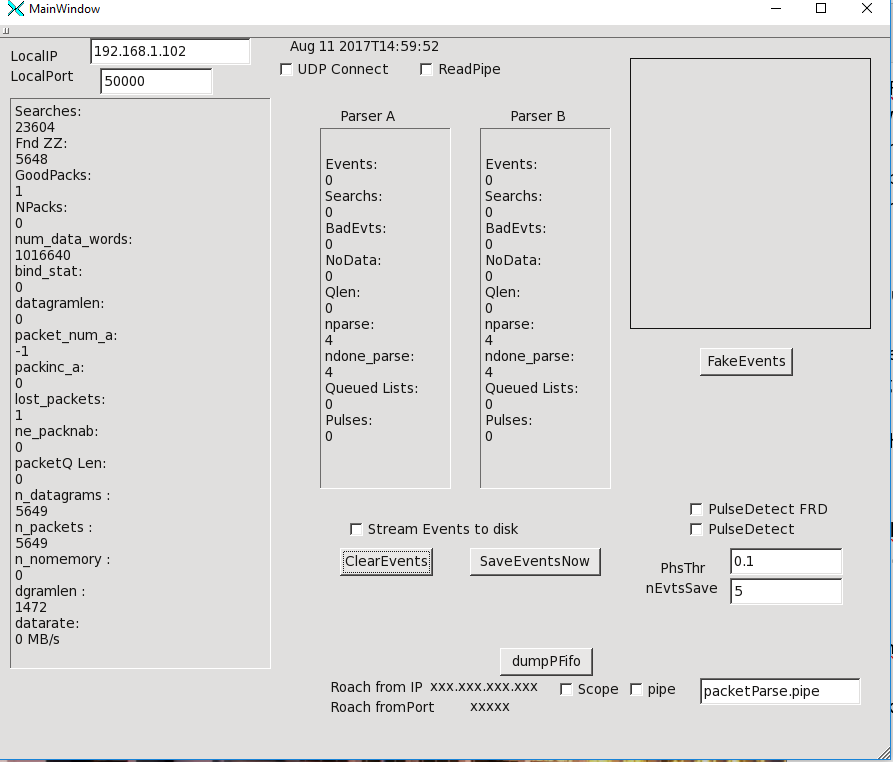 MainWindow
LocalIP 192.168.1.102 Aug 11 2017T14:59:52
LocalPort 50000 UDP Connect ReadPipe
Searches:
23604
Fnd ZZ:
5648
GoodPacks:
1
NPacks:
0
num_data_words:
1016640
bind_stat:
0
datagramlen:
0
packet_num_a:
-1
packinc_a:
0
lost_packets:
1
ne_packnab:
0
packetQ Len:
0
n_datagrams :
5649
n_packets :
5649
n_nomemory :
0
dgramlen :
1472
datarate:
0 MB/s
Parser A
Events:
0
Searchs:
0
BadEvts:
0
NoData:
0
Qlen:
0
nparse:
4
ndone_parse:
4
Queued Lists:
0
Pulses:
0
Parser B
Events:
0
Searchs:
0
BadEvts:
0
NoData:
0
Qlen:
0
nparse:
4
ndone_parse:
4
Queued Lists:
0
Pulses:
0
FakeEvents
PulseDetect FRD
Stream Events to disk PulseDetect
ClearEvents SaveEventsNow PhsThr 0.1
nEvtsSave 5
dumpPFifo
Roach from IP xxx.xxx.xxx.xxx Scope pipe packetParse.pipe
Roach fromPort xxxxx